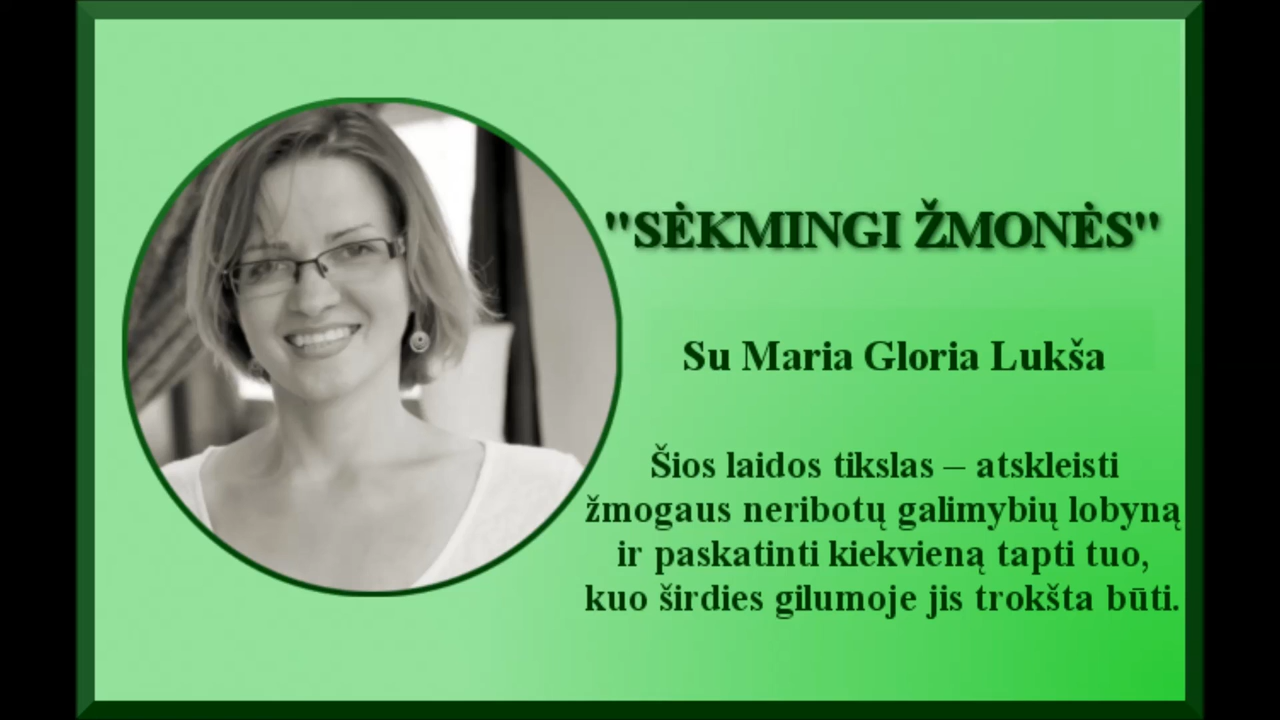 "SĖKMINGI ŽMONĖS"
Su Maria Gloria Lukša
Šios laidos tikslas – atskleisti
žmogaus neribotų galimybių lobyną
ir paskatinti kiekvieną tapti tuo,
kuo širdies gilumoje jis trokšta būti.